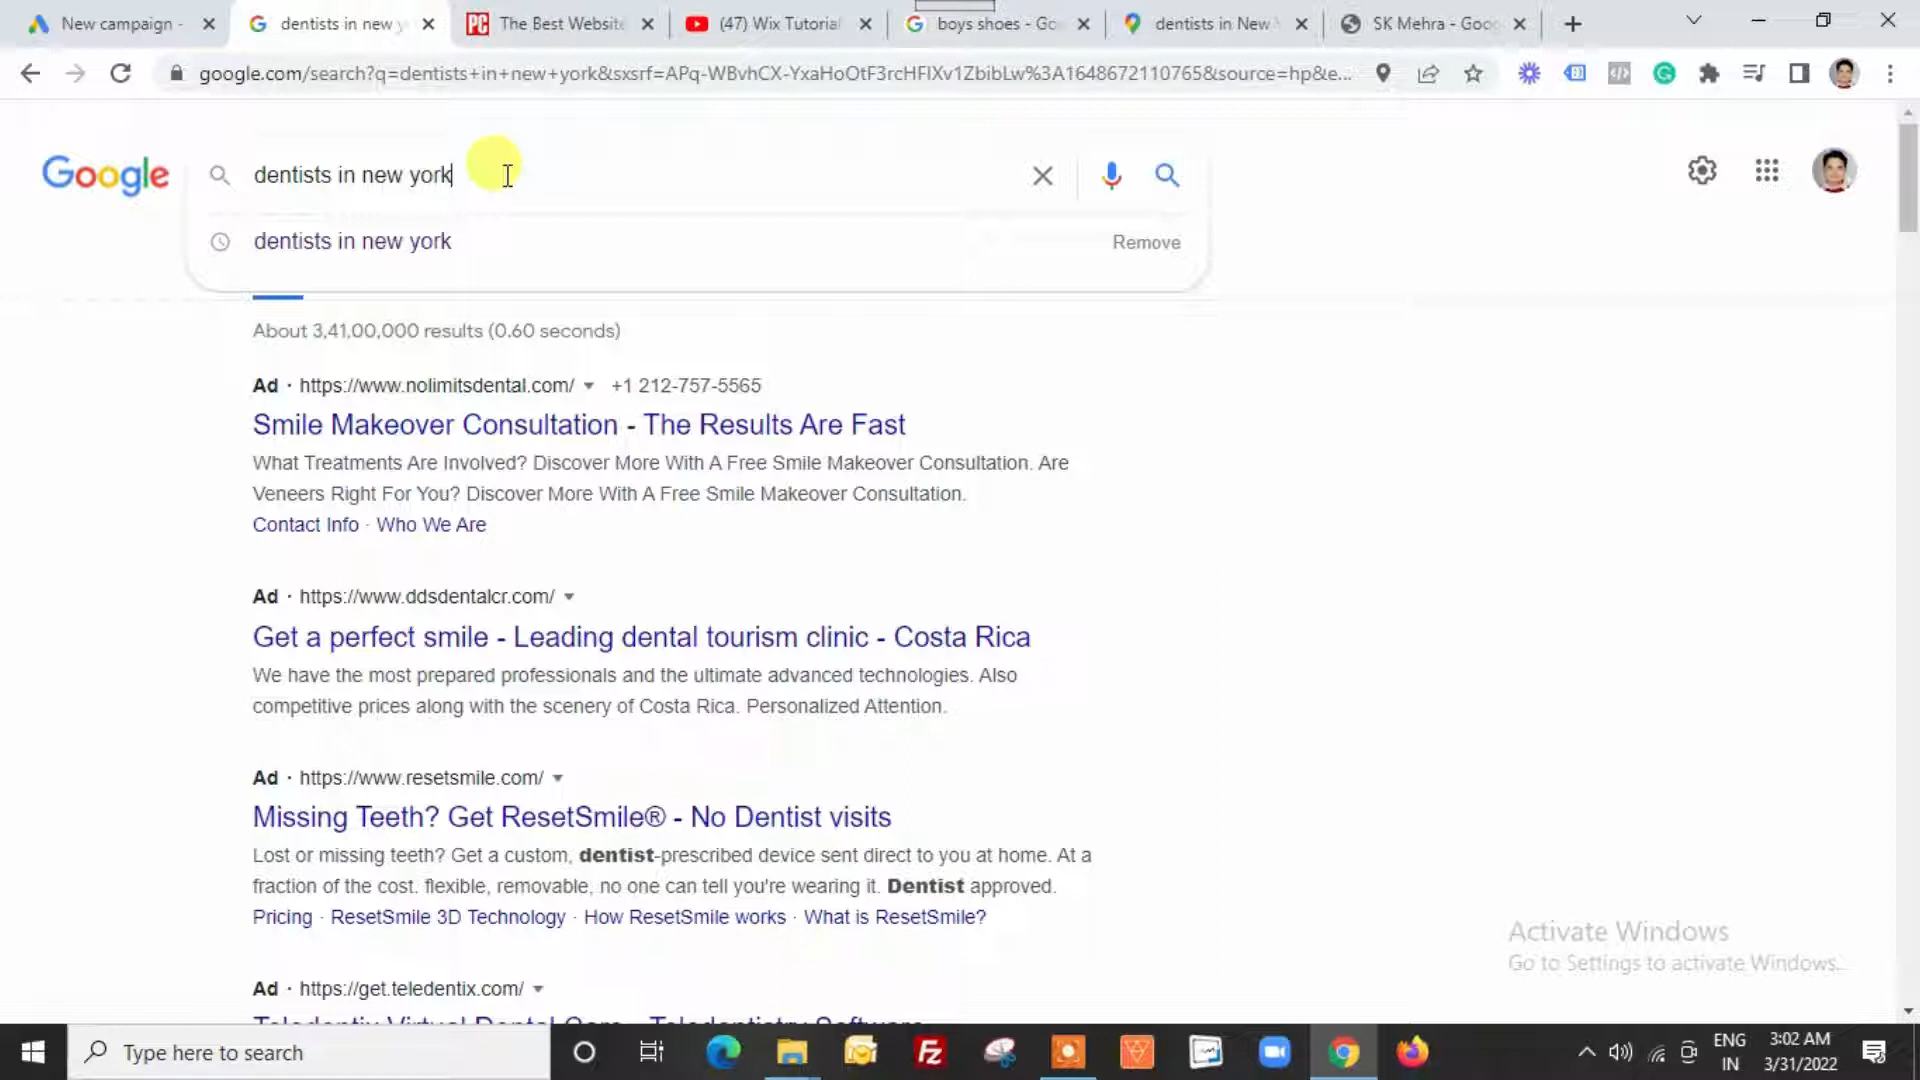 New campaign -
dentists in new y
The Best Website
(47) Wix Tutorial
boys shoes - Goo
dentists in New Y
SK Mehra - Goog
google.com/search?q=dentists+in+new+york&sxsrf=APq-WBvhCX-YxaHoOtF3rcHFlXv1ZbibLw%3A1648672110765&source=hp&e...
Google
dentists in new york
dentists in new york
Remove
About 3,41,00,000 results (0.60 seconds)
Ad · https://www.nolimitsdental.com/ +1 212-757-5565
Smile Makeover Consultation - The Results Are Fast
What Treatments Are Involved? Discover More With A Free Smile Makeover Consultation. Are
Veneers Right For You? Discover More With A Free Smile Makeover Consultation.
Contact Info · Who We Are
Ad · https://www.ddsdentalcr.com/
Get a perfect smile - Leading dental tourism clinic - Costa Rica
We have the most prepared professionals and the ultimate advanced technologies. Also
competitive prices along with the scenery of Costa Rica. Personalized Attention.
Ad · https://www.resetsmile.com/
Missing Teeth? Get ResetSmile® - No Dentist visits
Lost or missing teeth? Get a custom, dentist-prescribed device sent direct to you at home. At a
fraction of the cost. flexible, removable, no one can tell you're wearing it. Dentist approved.
Pricing · ResetSmile 3D Technology · How ResetSmile works · What is ResetSmile?
Activate Windows
Go to Settings to activate Windows.
Ad · https://get.teledentix.com/
Teledentix Virtual Dental Care - Teledentistry Software
Type here to search
ENG
IN
3:02 AM
3/31/2022